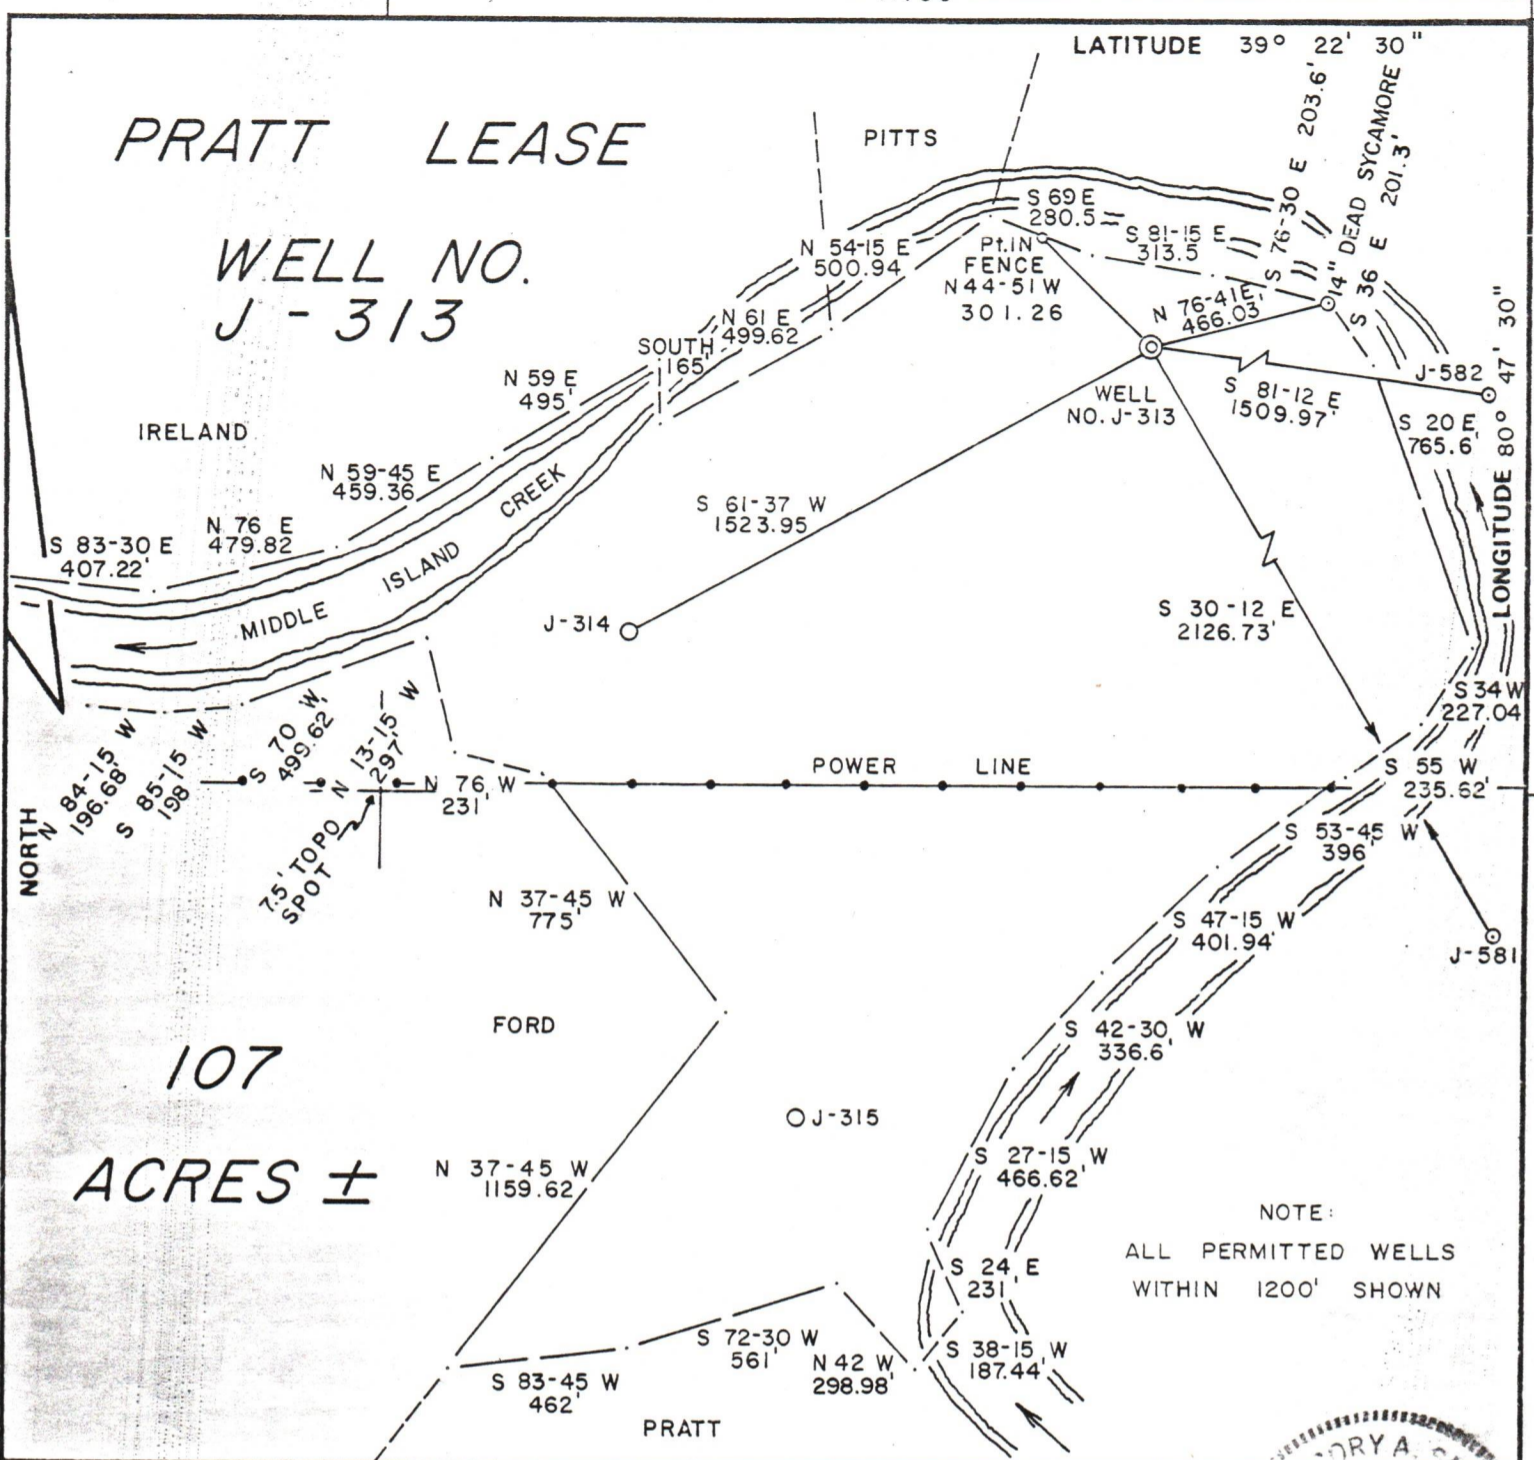 LATITUDE 39° 22' 30"
PRATT LEASE
WELL NO.
J-313
PITTS
S 76-30 E 203.6'
14" DEAD SYCAMORE
S 36 E 201.3'
S 69 E
280.5
S 81-15 E
313.5
N 54-15 E
500.94
Pt. IN
FENCE
N 44-51 W
301.26
N 76-41 E
466.03'
N 61 E
499.62
SOUTH
165'
N 59 E
495'
LONGITUDE 80° 47' 30"
J-582
S 81-12 E
1509.97'
WELL
NO. J-313
S 20 E
765.6'
IRELAND
N 59-45 E
459.36
N 76 E
479.82
S 83-30 E
407.22'
S 61-37 W
1523.95
MIDDLE ISLAND CREEK
J-314
S 30-12 E
2126.73'
S 34 W
227.04
NORTH
N 84-15 W
196.68'
S 85-15 W
198'
S 70 W
499.62'
N 13-15 W
297'
N 76 W
231'
7.5' TOPO
SPOT
POWER LINE
S 55 W
235.62'
S 53-45 W
396'
N 37-45 W
775'
S 47-15 W
401.94'
J-581
FORD
S 42-30 W
336.6'
107
ACRES ±
J-315
N 37-45 W
1159.62
S 27-15 W
466.62'
NOTE:
ALL PERMITTED WELLS
WITHIN 1200' SHOWN
S 24 E
231'
S 72-30 W
561'
N 42 W
298.98'
S 38-15 W
187.44'
S 83-45 W
462'
PRATT